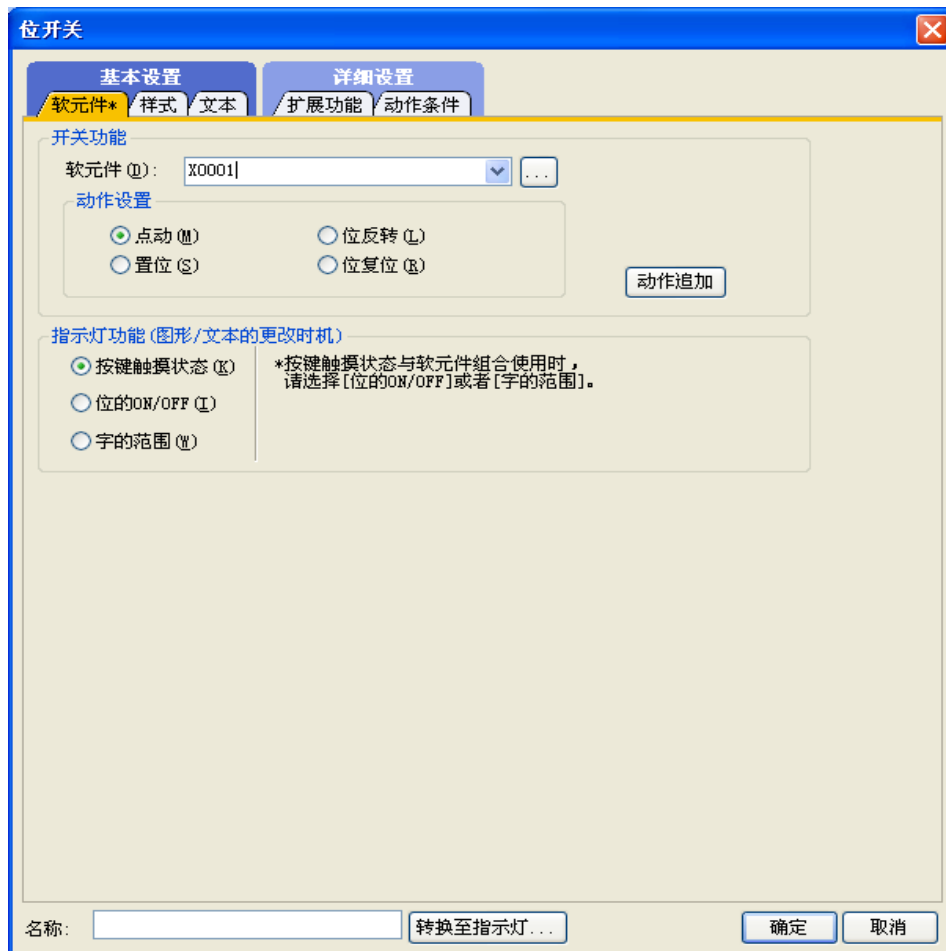 位开关
基本设置 详细设置
软元件* 样式 文本 扩展功能 动作条件
开关功能
软元件(D): X0001 ...
动作设置
点动(M) 位反转(L)
置位(S) 位复位(R)
动作追加
指示灯功能(图形/文本的更改时机)
按键触摸状态(K) *按键触摸状态与软元件组合使用时,
请选择[位的ON/OFF]或者[字的范围]。
位的ON/OFF(I)
字的范围(W)
名称: 转换至指示灯... 确定 取消